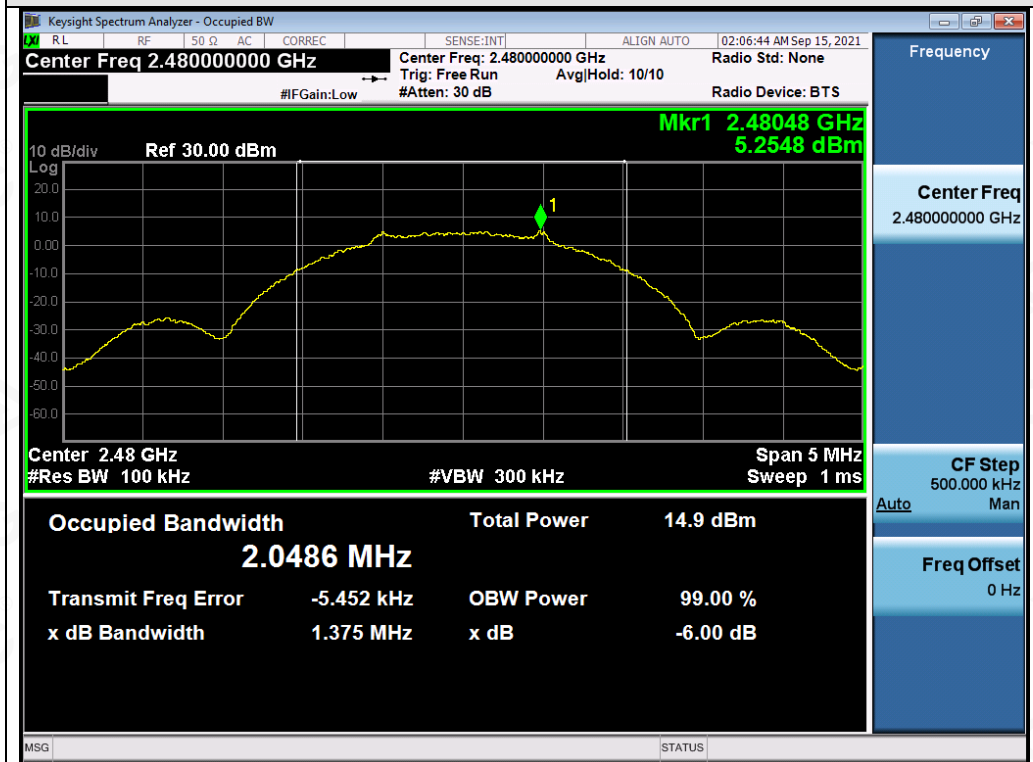 Keysight Spectrum Analyzer - Occupied BW
LXI RL RF 50 Ω AC CORREC SENSE:INT ALIGN AUTO 02:06:44 AM Sep 15, 2021
Center Freq 2.480000000 GHz
Center Freq: 2.480000000 GHz Radio Std: None
Trig: Free Run Avg|Hold: 10/10
#IFGain:Low #Atten: 30 dB Radio Device: BTS
Mkr1 2.48048 GHz
5.2548 dBm
10 dB/div Ref 30.00 dBm
Log
20.0
10.0
0.00
-10.0
-20.0
-30.0
-40.0
-50.0
-60.0
1
Center 2.48 GHz Span 5 MHz
#Res BW 100 kHz #VBW 300 kHz Sweep 1 ms
Occupied Bandwidth Total Power 14.9 dBm
2.0486 MHz
Transmit Freq Error -5.452 kHz OBW Power 99.00 %
x dB Bandwidth 1.375 MHz x dB -6.00 dB
MSG STATUS
Frequency
Center Freq
2.480000000 GHz
CF Step
500.000 kHz
Auto Man
Freq Offset
0 Hz